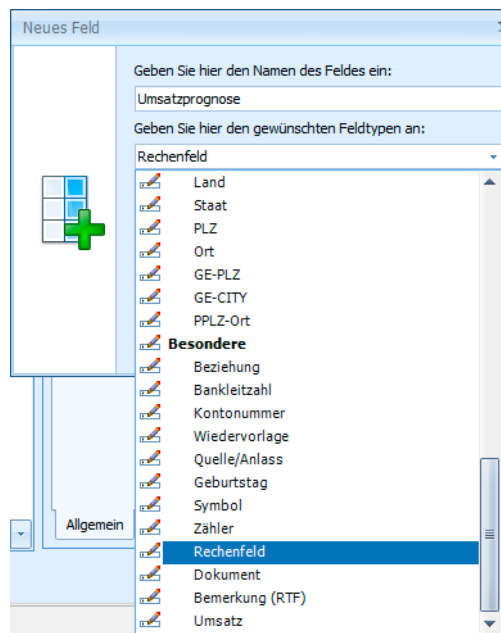 Neues Feld
Geben Sie hier den Namen des Feldes ein:
Umsatzprognose
Geben Sie hier den gewünschten Feldtypen an:
Rechenfeld
Land
Staat
PLZ
Ort
GE-PLZ
GE-CITY
PPLZ-Ort
Besondere
Beziehung
Bankleitzahl
Kontonummer
Wiedervorlage
Quelle/Anlass
Geburtstag
Symbol
Zähler
Allgemein
Rechenfeld
Dokument
Bemerkung (RTF)
Umsatz